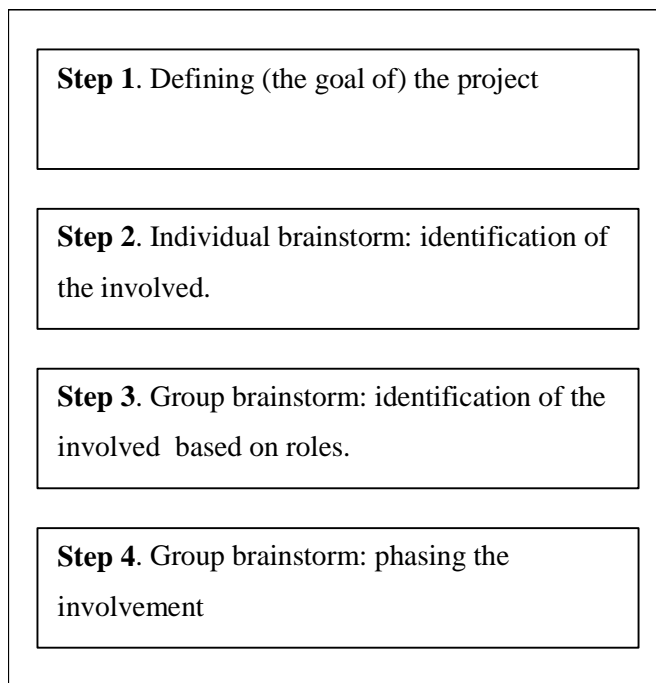 Step 1. Defining (the goal of) the project
Step 2. Individual brainstorm: identification of
the involved.
Step 3. Group brainstorm: identification of the
involved  based on roles.
Step 4. Group brainstorm: phasing the
involvement